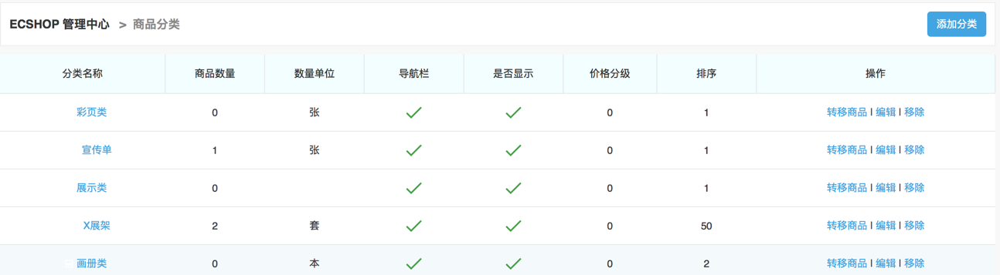 ECSHOP 管理中心 > 商品分类 添加分类
分类名称 商品数量 数量单位 导航栏 是否显示 价格分级 排序 操作
彩页类 0 张 0 1 转移商品 | 编辑 | 移除
宣传单 1 张 0 1 转移商品 | 编辑 | 移除
展示类 0 0 1 转移商品 | 编辑 | 移除
X展架 2 套 0 50 转移商品 | 编辑 | 移除
画册类 0 本 0 2 转移商品 | 编辑 | 移除